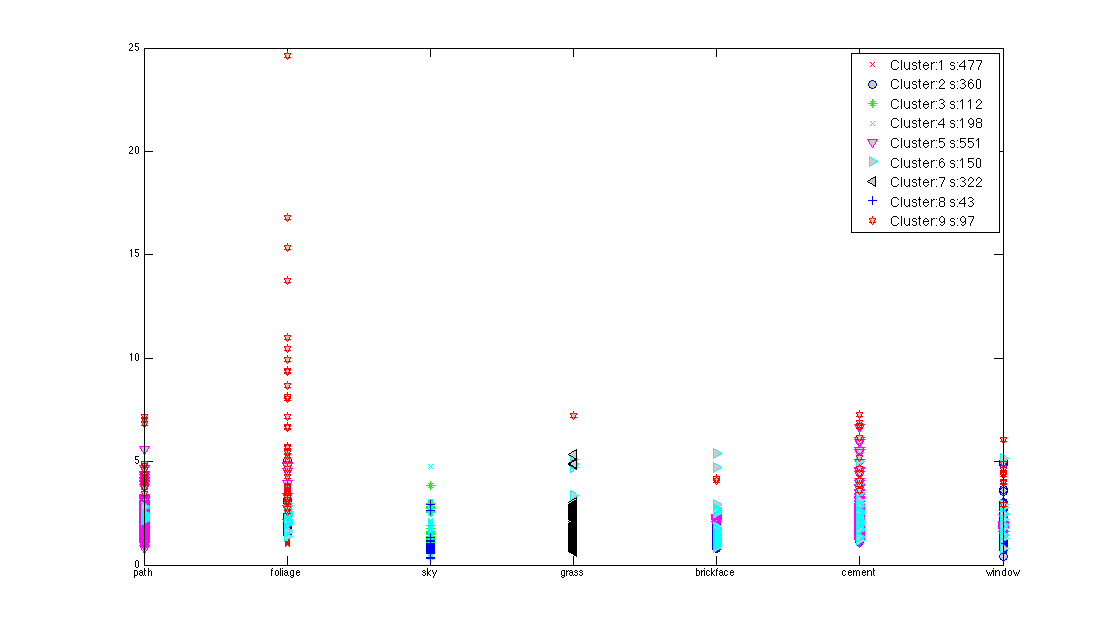 25
20
15
10
5
0
path foliage sky grass brickface cement window
Cluster:1 s:477
Cluster:2 s:360
Cluster:3 s:112
Cluster:4 s:198
Cluster:5 s:551
Cluster:6 s:150
Cluster:7 s:322
Cluster:8 s:43
Cluster:9 s:97